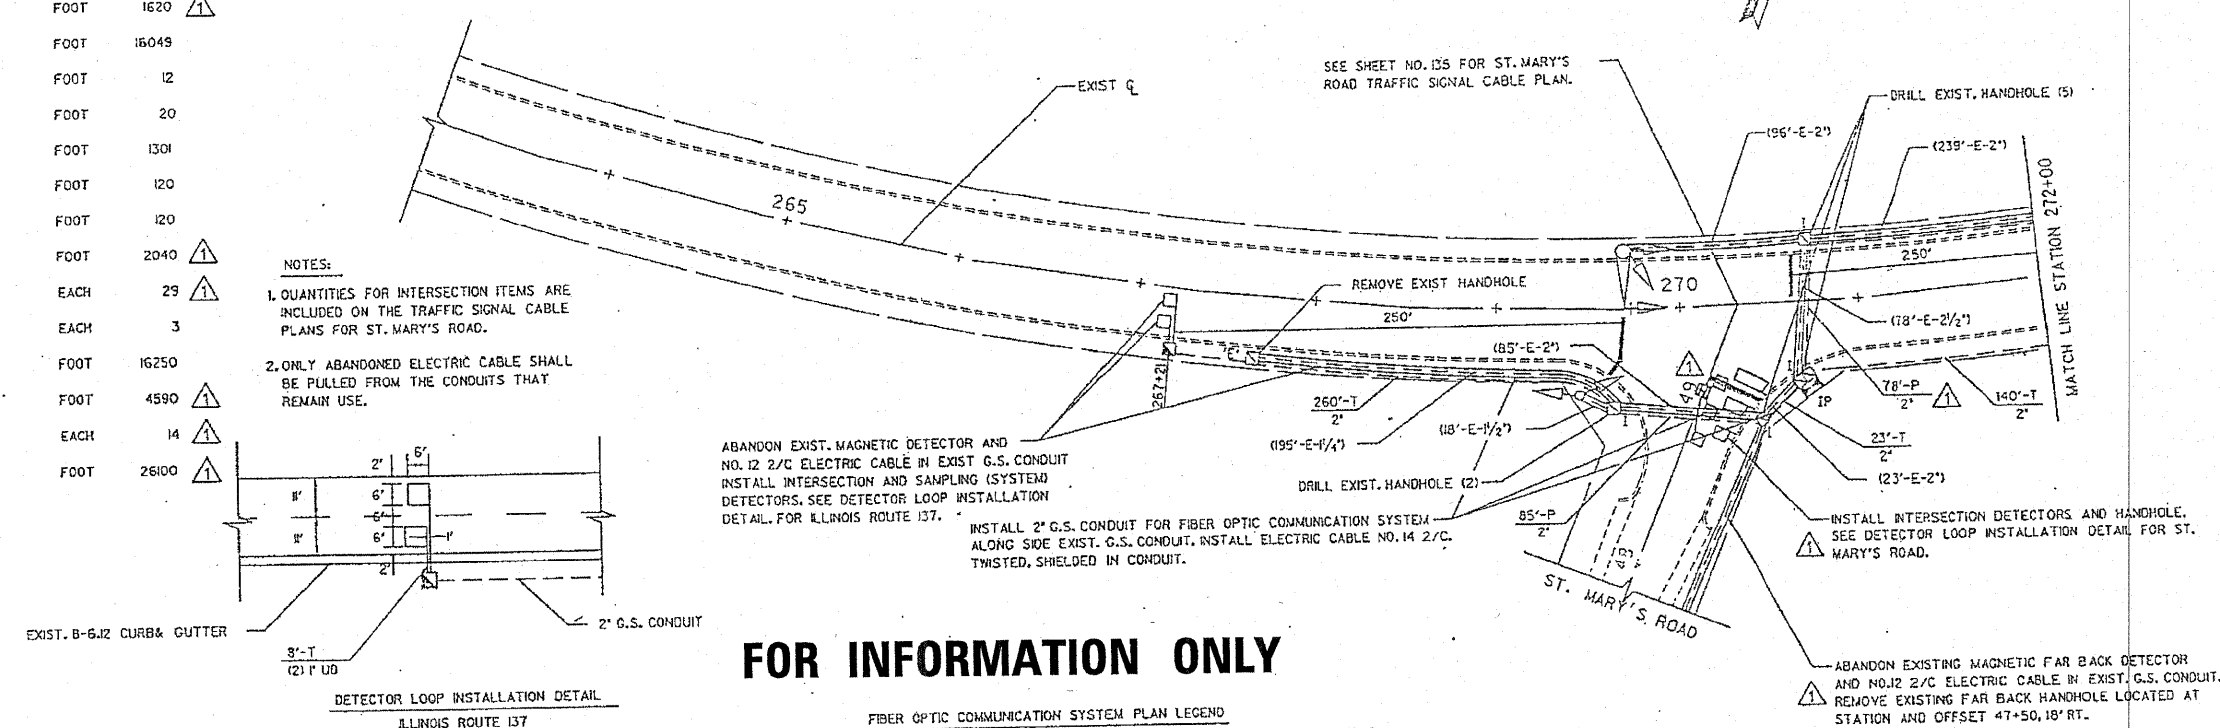 FOOT 1620 1
FOOT 16049
FOOT 12
FOOT 20
FOOT 1301
FOOT 120
FOOT 120
FOOT 2040 1
EACH 29 1
EACH 3
FOOT 16250
FOOT 4590 1
EACH 14 1
FOOT 26100 1
NOTES:
1. QUANTITIES FOR INTERSECTION ITEMS ARE
INCLUDED ON THE TRAFFIC SIGNAL CABLE
PLANS FOR ST. MARY'S ROAD.
2. ONLY ABANDONED ELECTRIC CABLE SHALL
BE PULLED FROM THE CONDUITS THAT
REMAIN USE.
EXIST ℄
265
SEE SHEET NO. 135 FOR ST. MARY'S
ROAD TRAFFIC SIGNAL CABLE PLAN.
DRILL EXIST. HANDHOLE (5)
(96'-E-2")
(239'-E-2")
MATCH LINE STATION 272+00
250'
270
REMOVE EXIST HANDHOLE
250'
(78'-E-2½")
(85'-E-2")
'E'
267+21
I
1
49
I
IP
78'-P
2"
1
140'-T
2"
260'-T
2"
(195'-E-1¼")
(18'-E-1½")
I
I
23'-T
2"
(23'-E-2")
ABANDON EXIST. MAGNETIC DETECTOR AND
NO. 12 2/C ELECTRIC CABLE IN EXIST G.S. CONDUIT
INSTALL INTERSECTION AND SAMPLING (SYSTEM)
DETECTORS. SEE DETECTOR LOOP INSTALLATION
DETAIL. FOR ILLINOIS ROUTE 137.
DRILL EXIST. HANDHOLE (2)
85'-P
2"
INSTALL 2" G.S. CONDUIT FOR FIBER OPTIC COMMUNICATION SYSTEM
ALONG SIDE EXIST. G.S. CONDUIT. INSTALL ELECTRIC CABLE NO. 14 2/C.
TWISTED, SHIELDED IN CONDUIT.
48
ST. MARY'S ROAD
INSTALL INTERSECTION DETECTORS AND HANDHOLE.
SEE DETECTOR LOOP INSTALLATION DETAIL FOR ST.
1 MARY'S ROAD.
ABANDON EXISTING MAGNETIC FAR BACK DETECTOR
AND NO.12 2/C ELECTRIC CABLE IN EXIST. G.S. CONDUIT.
1 REMOVE EXISTING FAR BACK HANDHOLE LOCATED AT
STATION AND OFFSET 47+50, 18' RT.
6'
2'
11'
6'
6'
11'
6'
1'
2'
EXIST. B-6.12 CURB& GUTTER
2" G.S. CONDUIT
3'-T
(2) 1" UD
DETECTOR LOOP INSTALLATION DETAIL
ILLINOIS ROUTE 137
FOR INFORMATION ONLY
FIBER OPTIC COMMUNICATION SYSTEM PLAN LEGEND